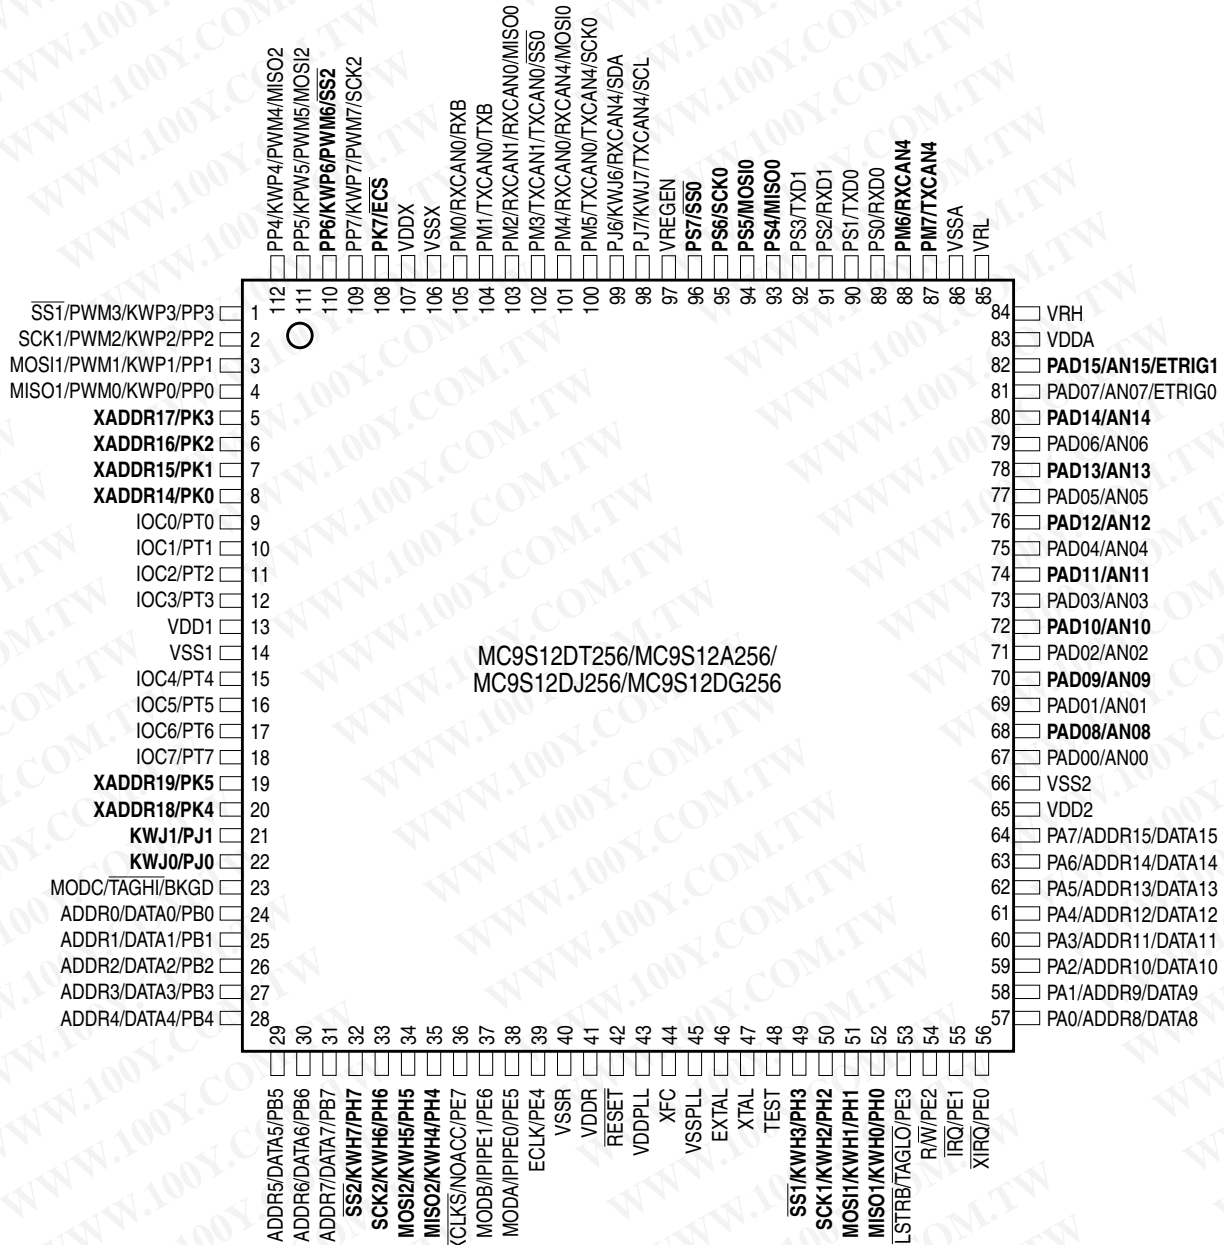 PP4/KWP4/PWM4/MISO2
PP5/KPW5/PWM5/MOSI2
PP6/KWP6/PWM6/SS2
PP7/KWP7/PWM7/SCK2
PK7/ECS
VDDX
VSSX
PM0/RXCAN0/RXB
PM1/TXCAN0/TXB
PM2/RXCAN1/RXCAN0/MISO0
PM3/TXCAN1/TXCAN0/SS0
PM4/RXCAN0/RXCAN4/MOSI0
PM5/TXCAN0/TXCAN4/SCK0
PJ6/KWJ6/RXCAN4/SDA
PJ7/KWJ7/TXCAN4/SCL
VREGEN
PS7/SS0
PS6/SCK0
PS5/MOSI0
PS4/MISO0
PS3/TXD1
PS2/RXD1
PS1/TXD0
PS0/RXD0
PM6/RXCAN4
PM7/TXCAN4
VSSA
VRL
112 111 110 109 108 107 106 105 104 103 102 101 100 99 98 97 96 95 94 93 92 91 90 89 88 87 86 85
SS1/PWM3/KWP3/PP3 1
SCK1/PWM2/KWP2/PP2 2
MOSI1/PWM1/KWP1/PP1 3
MISO1/PWM0/KWP0/PP0 4
XADDR17/PK3 5
XADDR16/PK2 6
XADDR15/PK1 7
XADDR14/PK0 8
IOC0/PT0 9
IOC1/PT1 10
IOC2/PT2 11
IOC3/PT3 12
VDD1 13
VSS1 14
IOC4/PT4 15
IOC5/PT5 16
IOC6/PT6 17
IOC7/PT7 18
XADDR19/PK5 19
XADDR18/PK4 20
KWJ1/PJ1 21
KWJ0/PJ0 22
MODC/TAGHI/BKGD 23
ADDR0/DATA0/PB0 24
ADDR1/DATA1/PB1 25
ADDR2/DATA2/PB2 26
ADDR3/DATA3/PB3 27
ADDR4/DATA4/PB4 28
MC9S12DT256/MC9S12A256/
MC9S12DJ256/MC9S12DG256
84 VRH
83 VDDA
82 PAD15/AN15/ETRIG1
81 PAD07/AN07/ETRIG0
80 PAD14/AN14
79 PAD06/AN06
78 PAD13/AN13
77 PAD05/AN05
76 PAD12/AN12
75 PAD04/AN04
74 PAD11/AN11
73 PAD03/AN03
72 PAD10/AN10
71 PAD02/AN02
70 PAD09/AN09
69 PAD01/AN01
68 PAD08/AN08
67 PAD00/AN00
66 VSS2
65 VDD2
64 PA7/ADDR15/DATA15
63 PA6/ADDR14/DATA14
62 PA5/ADDR13/DATA13
61 PA4/ADDR12/DATA12
60 PA3/ADDR11/DATA11
59 PA2/ADDR10/DATA10
58 PA1/ADDR9/DATA9
57 PA0/ADDR8/DATA8
29 30 31 32 33 34 35 36 37 38 39 40 41 42 43 44 45 46 47 48 49 50 51 52 53 54 55 56
ADDR5/DATA5/PB5
ADDR6/DATA6/PB6
ADDR7/DATA7/PB7
SS2/KWH7/PH7
SCK2/KWH6/PH6
MOSI2/KWH5/PH5
MISO2/KWH4/PH4
XCLKS/NOACC/PE7
MODB/IPIPE1/PE6
MODA/IPIPE0/PE5
ECLK/PE4
VSSR
VDDR
RESET
VDDPLL
XFC
VSSPLL
EXTAL
XTAL
TEST
SS1/KWH3/PH3
SCK1/KWH2/PH2
MOSI1/KWH1/PH1
MISO1/KWH0/PH0
LSTRB/TAGLO/PE3
R/W/PE2
IRQ/PE1
XIRQ/PE0
WWW.100Y.COM.TW